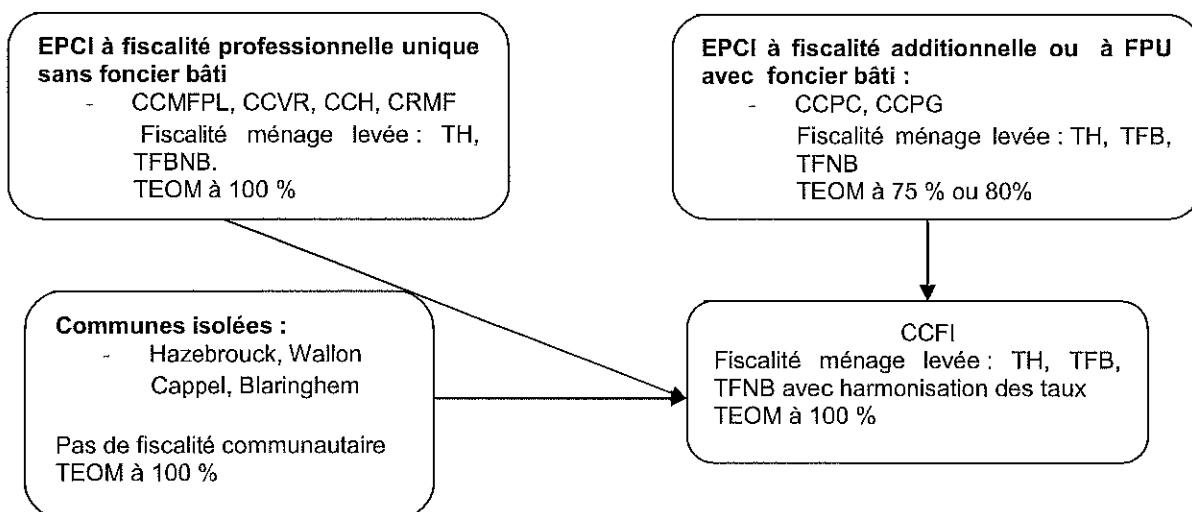 EPCI à fiscalité professionnelle unique
sans foncier bâti
- CCMFPL, CCVR, CCH, CRMF
Fiscalité ménage levée : TH,
TFBNB.
TEOM à 100 %
EPCI à fiscalité additionnelle ou à FPU
avec foncier bâti :
- CCPC, CCPG
Fiscalité ménage levée : TH, TFB,
TFNB
TEOM à 75 % ou 80%
Communes isolées :
- Hazebrouck, Wallon
Cappel, Blaringhem
Pas de fiscalité communautaire
TEOM à 100 %
CCFI
Fiscalité ménage levée : TH, TFB,
TFNB avec harmonisation des taux
TEOM à 100 %